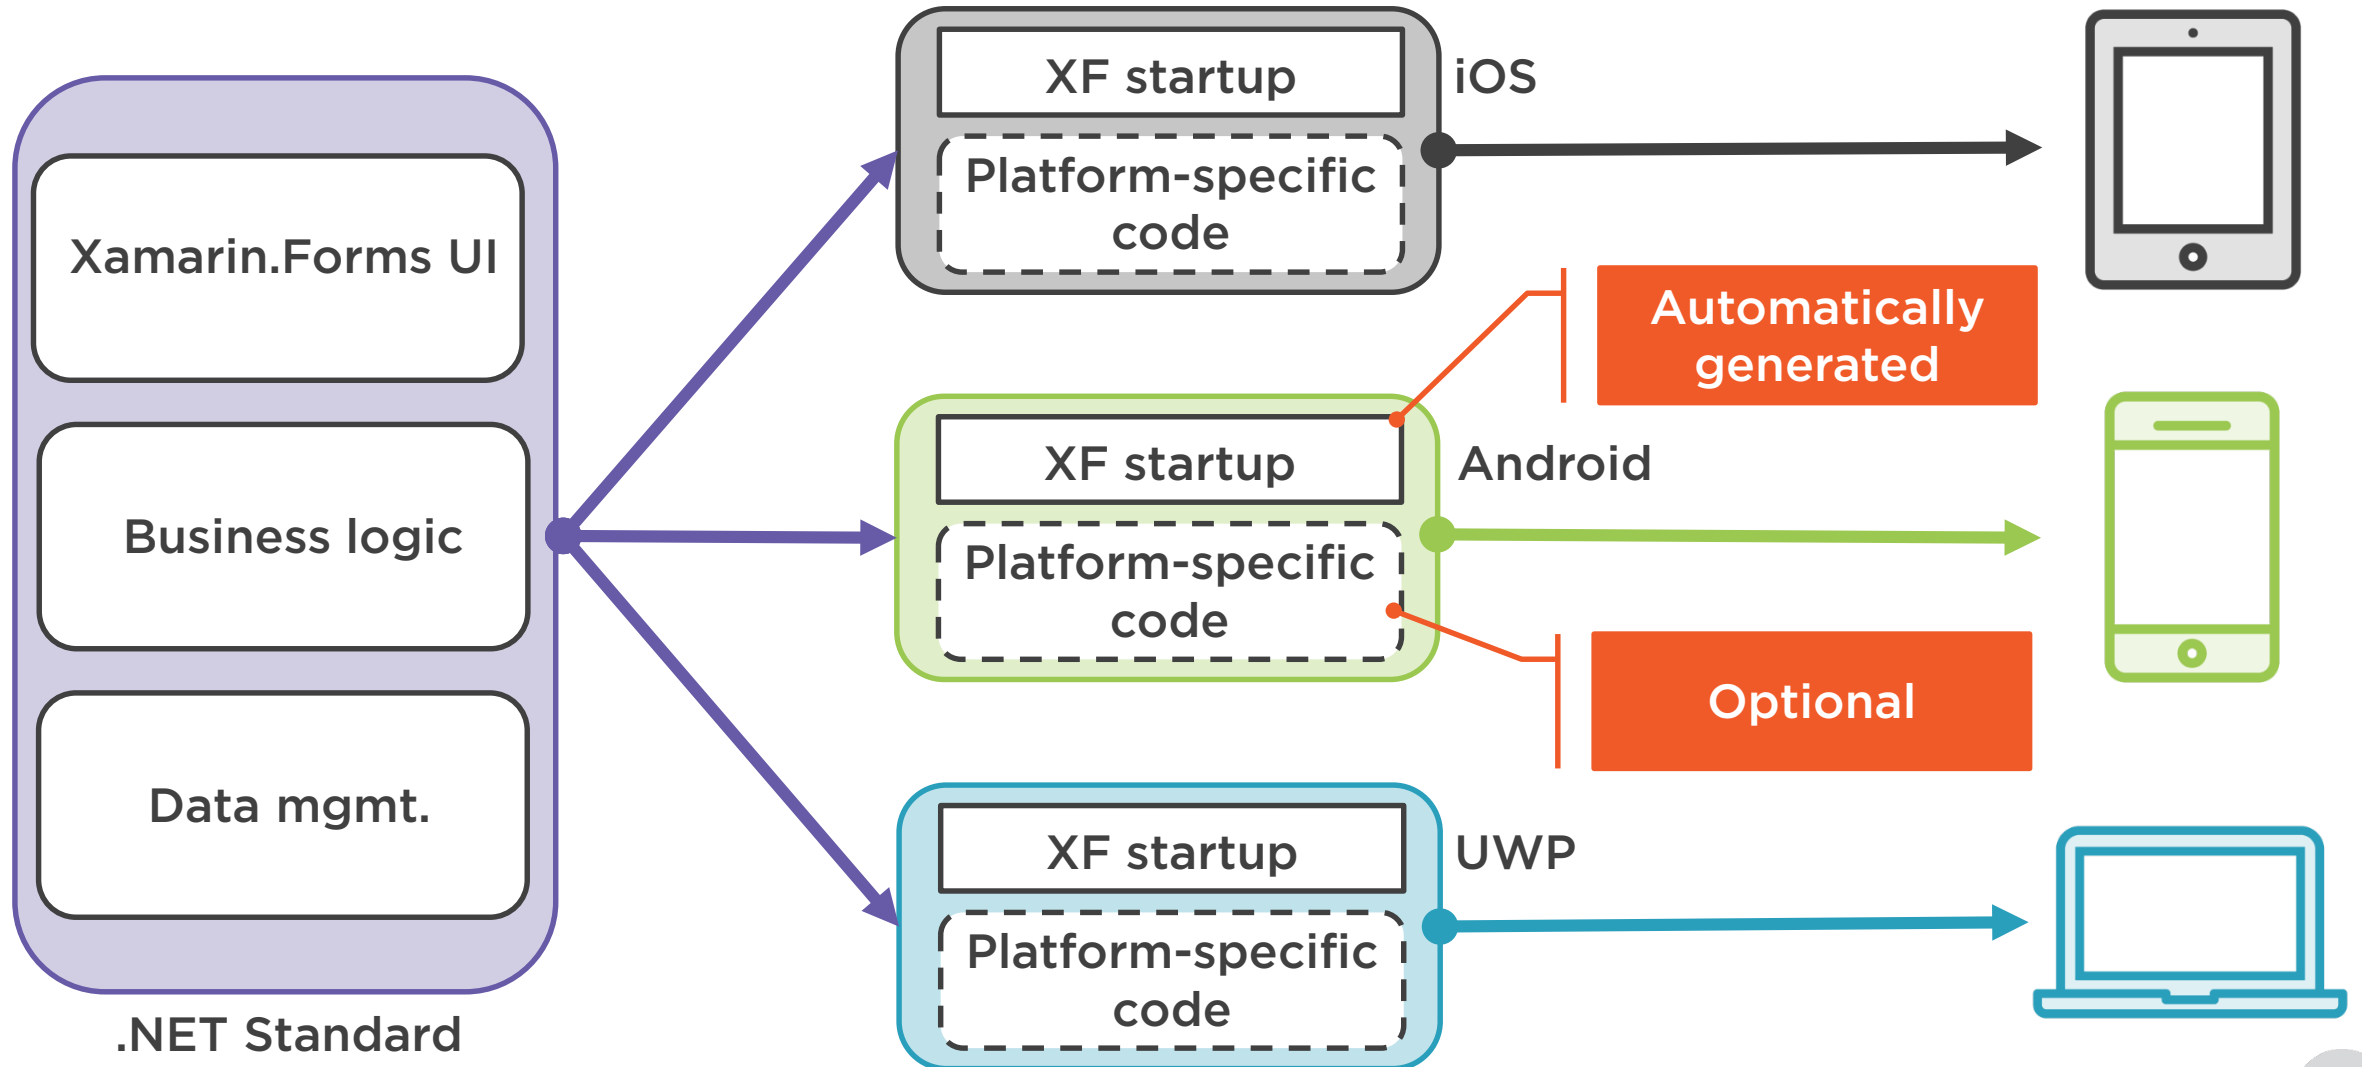 Xamarin.Forms UI
Business logic
Data mgmt.
.NET Standard
XF startup
Platform-specific
code
iOS
Automatically
generated
XF startup
Platform-specific
code
Android
Optional
XF startup
Platform-specific
code
UWP